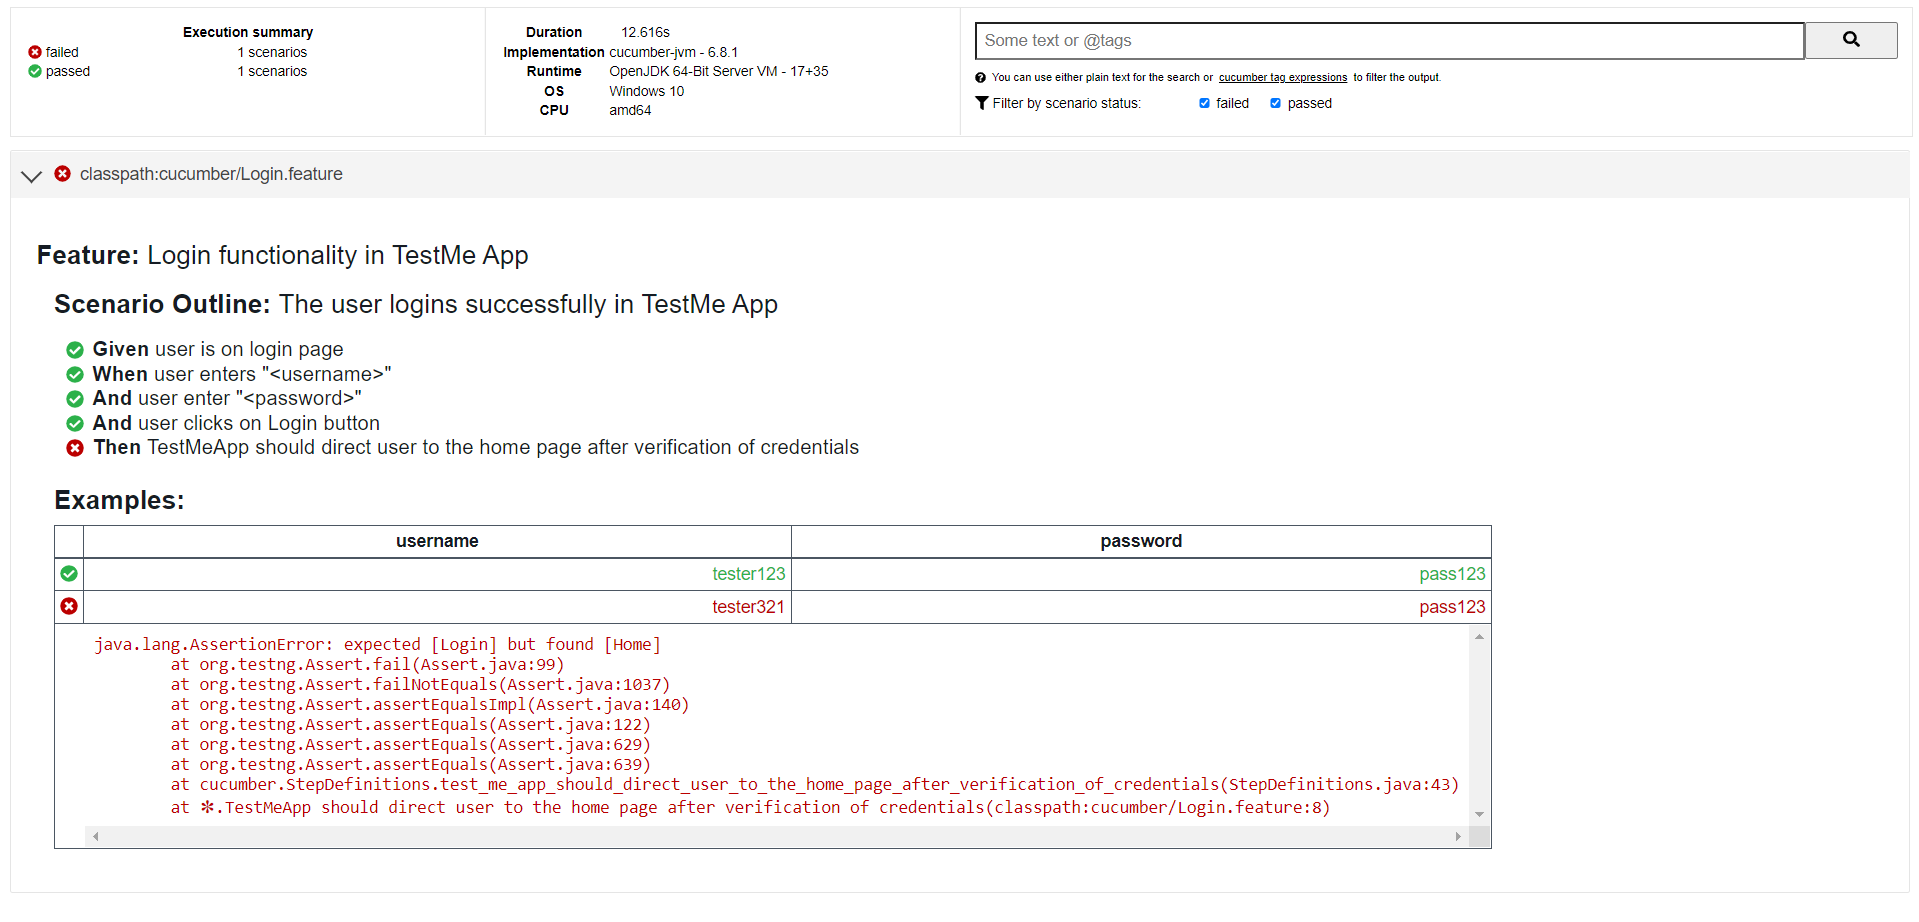 Execution summary
failed 1 scenarios
passed 1 scenarios
Duration 12.616s
Implementation cucumber-jvm - 6.8.1
Runtime OpenJDK 64-Bit Server VM - 17+35
OS Windows 10
CPU amd64
Some text or @tags
You can use either plain text for the search or cucumber tag expressions to filter the output.
Filter by scenario status: failed passed
classpath:cucumber/Login.feature
Feature: Login functionality in TestMe App
Scenario Outline: The user logins successfully in TestMe App
Given user is on login page
When user enters "<username>"
And user enter "<password>"
And user clicks on Login button
Then TestMeApp should direct user to the home page after verification of credentials
Examples:
username password
tester123 pass123
tester321 pass123
java.lang.AssertionError: expected [Login] but found [Home]
at org.testng.Assert.fail(Assert.java:99)
at org.testng.Assert.failNotEquals(Assert.java:1037)
at org.testng.Assert.assertEqualsImpl(Assert.java:140)
at org.testng.Assert.assertEquals(Assert.java:122)
at org.testng.Assert.assertEquals(Assert.java:629)
at org.testng.Assert.assertEquals(Assert.java:639)
at cucumber.StepDefinitions.test_me_app_should_direct_user_to_the_home_page_after_verification_of_credentials(StepDefinitions.java:43)
at ✽.TestMeApp should direct user to the home page after verification of credentials(classpath:cucumber/Login.feature:8)